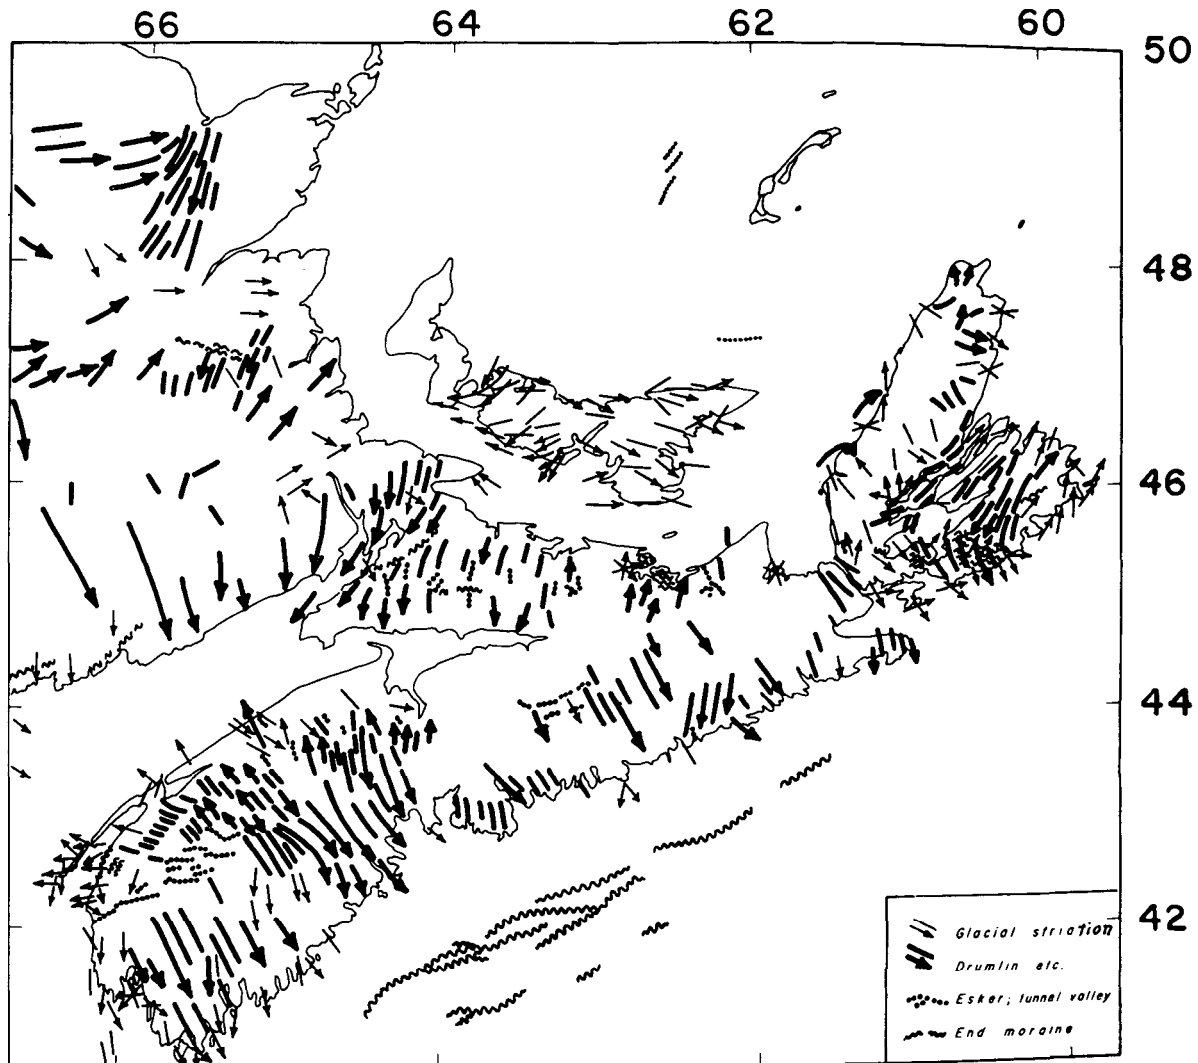 66 64 62 60
50
48
46
44
42
Glacial striation
Drumlin etc.
Esker; tunnel valley
End moraine